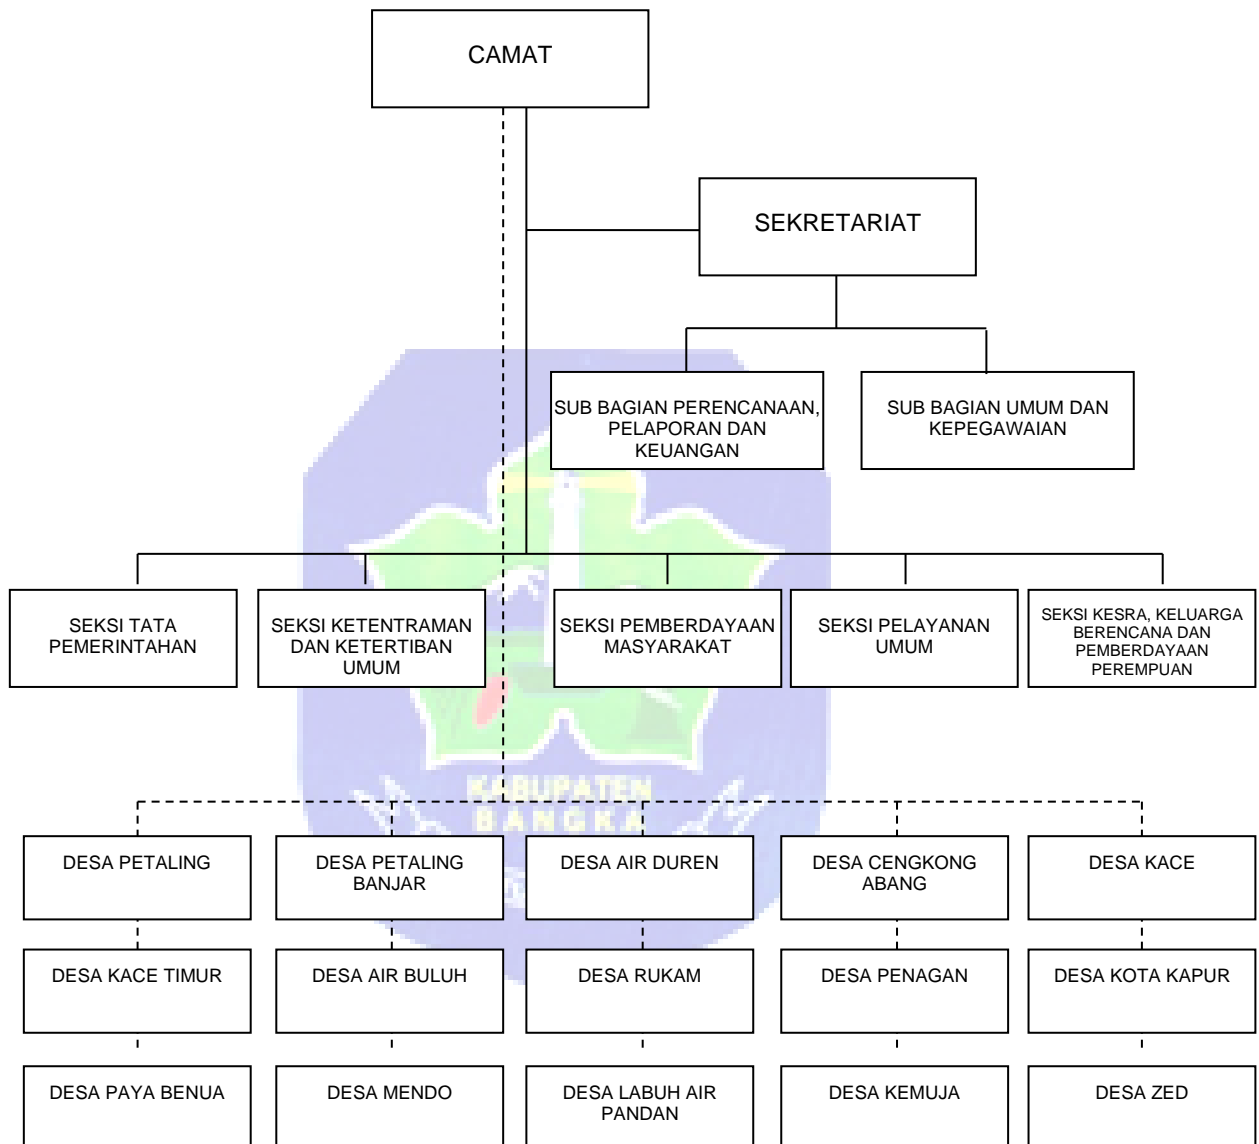 CAMAT
SEKRETARIAT
SUB BAGIAN PERENCANAAN,
PELAPORAN DAN
KEUANGAN
SUB BAGIAN UMUM DAN
KEPEGAWAIAN
SEKSI TATA
PEMERINTAHAN
SEKSI KETENTRAMAN
DAN KETERTIBAN
UMUM
SEKSI PEMBERDAYAAN
MASYARAKAT
SEKSI PELAYANAN
UMUM
SEKSI KESRA, KELUARGA
BERENCANA DAN
PEMBERDAYAAN
PEREMPUAN
KABUPATEN
BANGKA
DESA PETALING
DESA PETALING
BANJAR
DESA AIR DUREN
DESA CENGKONG
ABANG
DESA KACE
DESA KACE TIMUR
DESA AIR BULUH
DESA RUKAM
DESA PENAGAN
DESA KOTA KAPUR
DESA PAYA BENUA
DESA MENDO
DESA LABUH AIR
PANDAN
DESA KEMUJA
DESA ZED